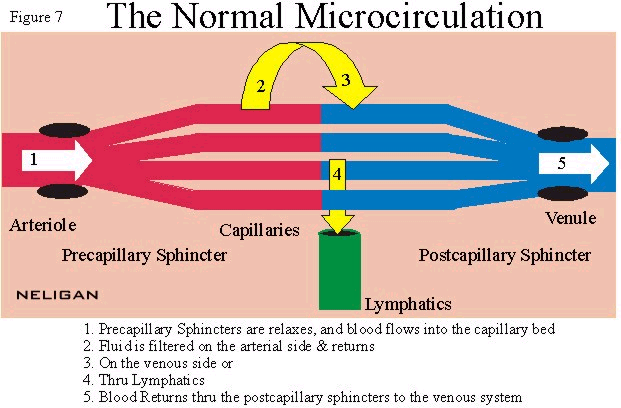 Figure 7
The Normal Microcirculation
2
3
1
4
5
Arteriole
Capillaries
Venule
Precapillary Sphincter
Postcapillary Sphincter
NELIGAN
Lymphatics
1. Precapillary Sphincters are relaxes, and blood flows into the capillary bed
2. Fluid is filtered on the arterial side & returns
3. On the venous side or
4. Thru Lymphatics
5. Blood Returns thru the postcapillary sphincters to the venous system